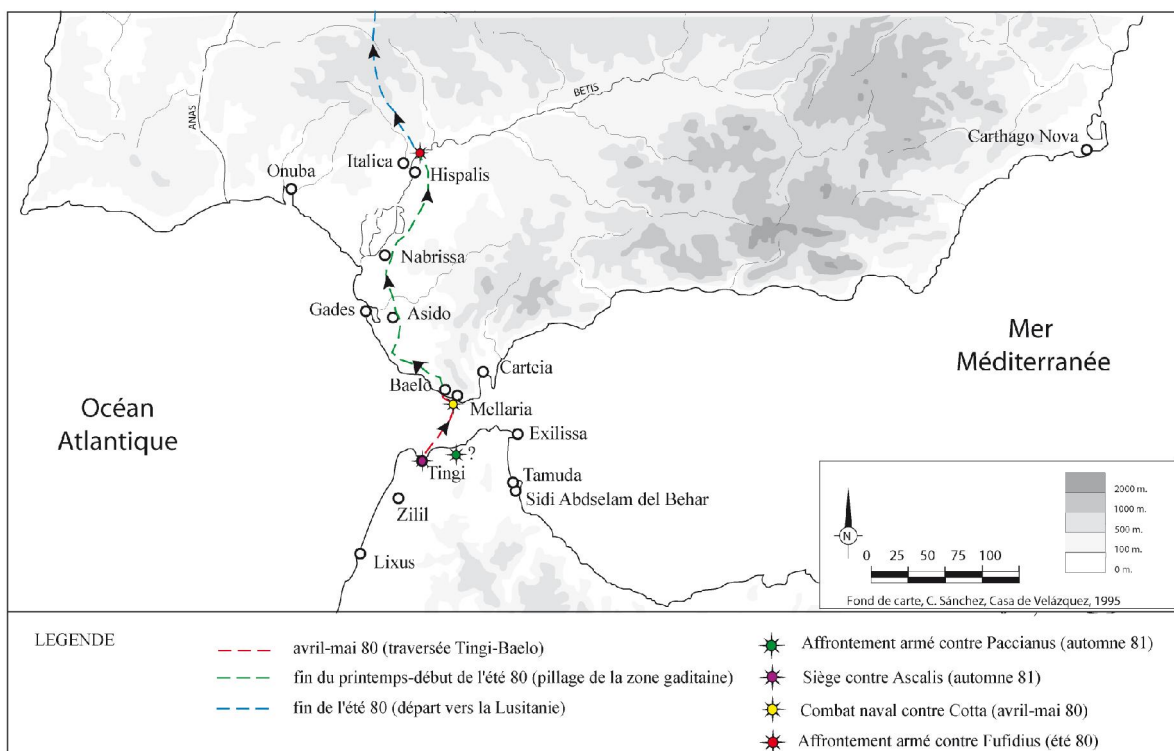 ANAS
BETIS
Carthago Nova
Italica
Onuba
Hispalis
Nabrissa
Gades
Asido
Mer
Méditerranée
Carteia
Baelo
Mellaria
Océan
Atlantique
Exilissa
?
Tingi
Tamuda
Sidi Abdselam del Behar
Zilil
Lixus
N
0 25 50 75 100
2000 m.
1000 m.
500 m.
100 m.
0 m.
Fond de carte, C. Sánchez, Casa de Velázquez, 1995
LEGENDE
avril-mai 80 (traversée Tingi-Baelo)
fin du printemps-début de l'été 80 (pillage de la zone gaditaine)
fin de l'été 80 (départ vers la Lusitanie)
Affrontement armé contre Paccianus (automne 81)
Siège contre Ascalis (automne 81)
Combat naval contre Cotta (avril-mai 80)
Affrontement armé contre Fufidius (été 80)